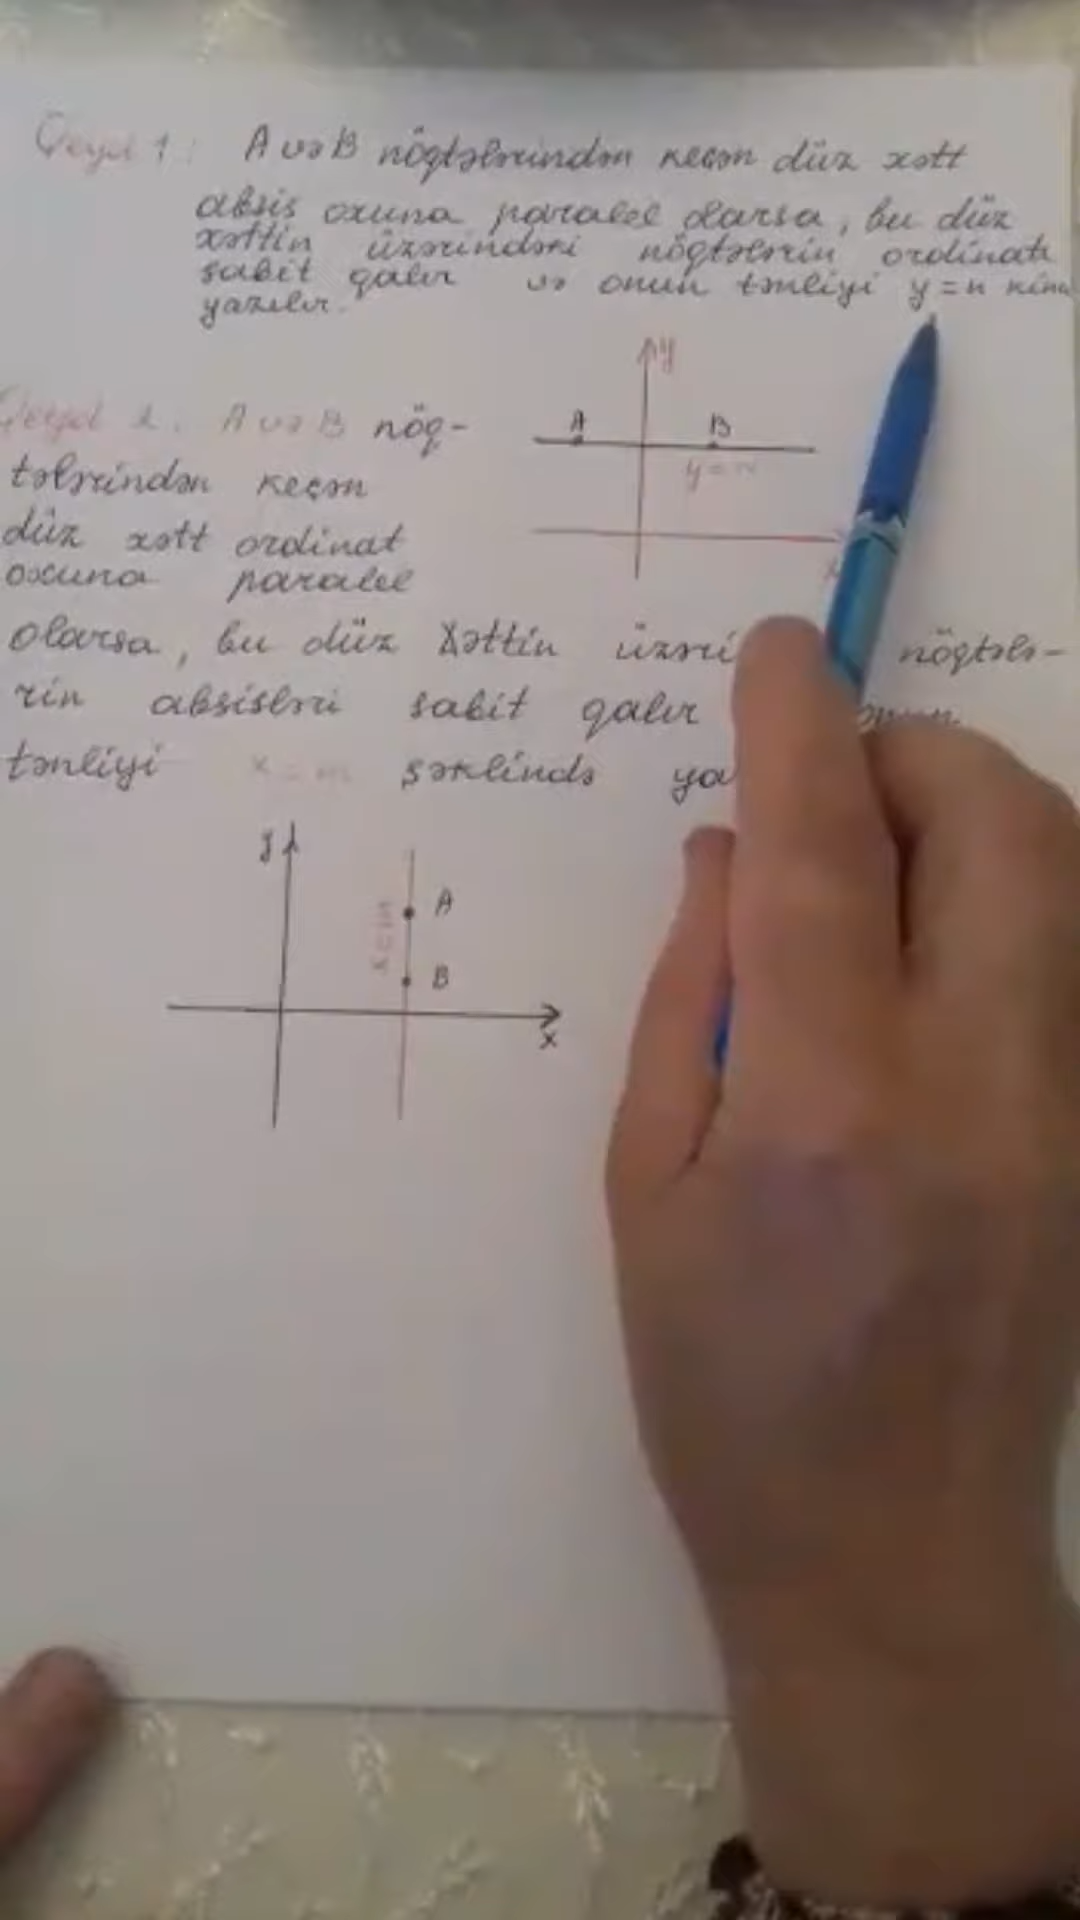 Qeyd 1: A və B nöqtələrindən keçən düz xətt
absis oxuna paralel olarsa, bu düz
xəttin üzərindəki nöqtələrin ordinatı
sabit qalır və onun tənliyi y=n kimi
yazılır.
y
A B
y=n
Qeyd 2. A və B nöq-
tələrindən keçən
düz xətt ordinat
oxuna paralel
olarsa, bu düz xəttin üzəri nöqtələ-
rin absisləri sabit qalır
tənliyi x=m şəklində ya
y
x=m
A
B
x